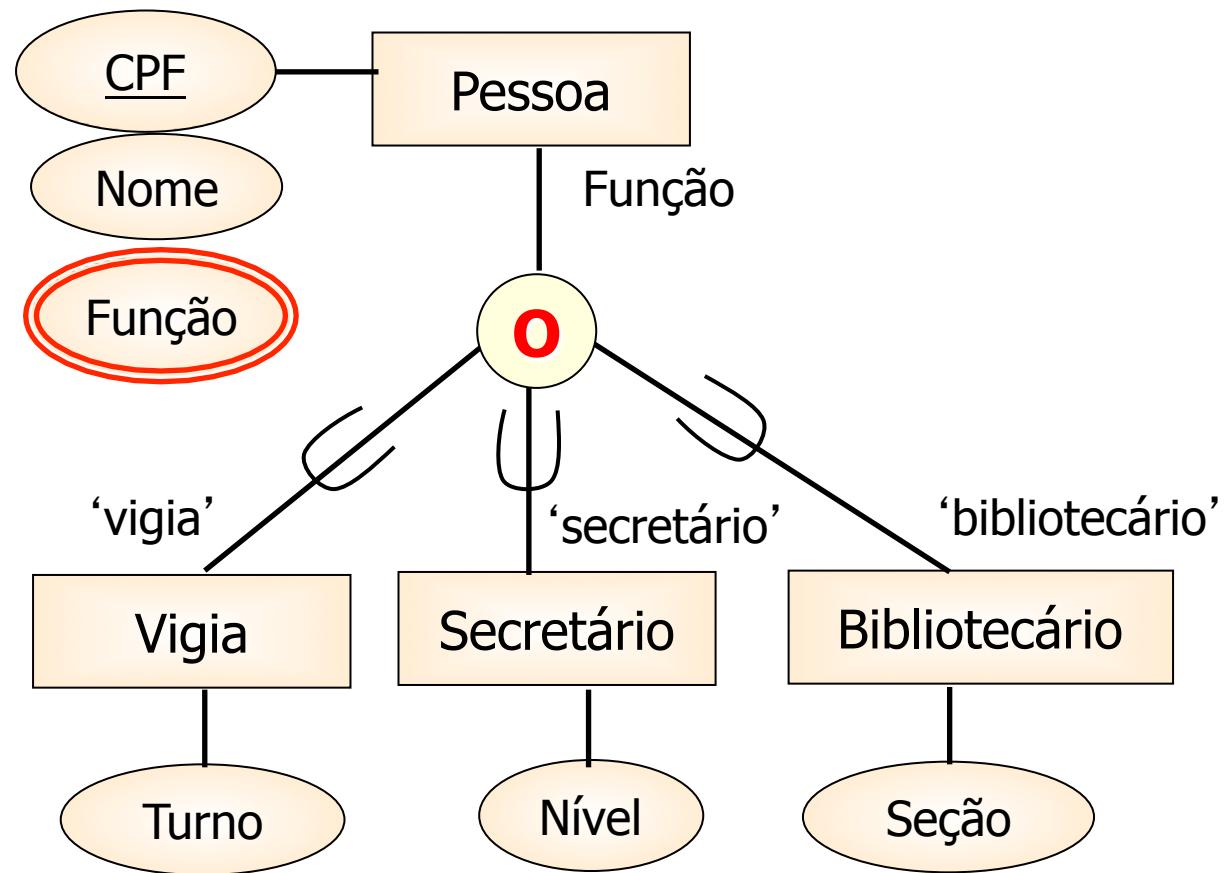 CPF
Pessoa
Nome
Função
Função
O
‘vigia’
‘secretário’
‘bibliotecário’
Vigia
Secretário
Bibliotecário
Turno
Nível
Seção